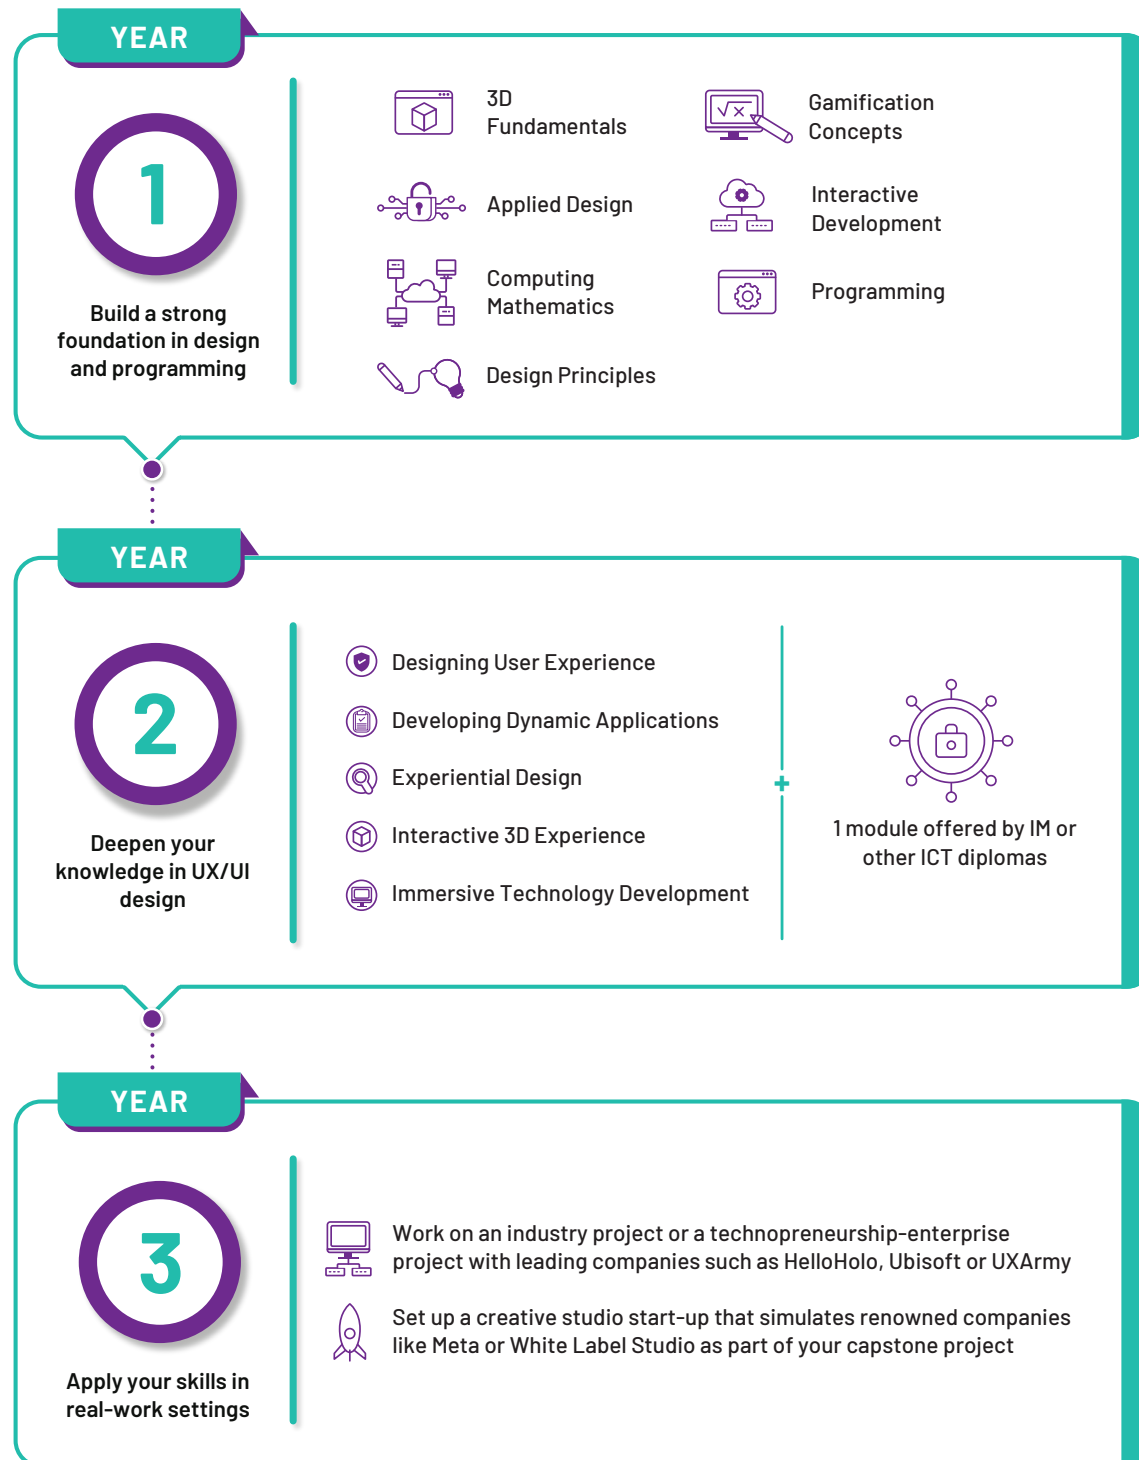 YEAR
1
Build a strong
foundation in design
and programming
3D
Fundamentals
Applied Design
Computing
Mathematics
Design Principles
Gamification
Concepts
Interactive
Development
Programming
YEAR
2
Deepen your
knowledge in UX/UI
design
Designing User Experience
Developing Dynamic Applications
Experiential Design
Interactive 3D Experience
Immersive Technology Development
+
1 module offered by IM or
other ICT diplomas
YEAR
3
Apply your skills in
real-work settings
Work on an industry project or a technopreneurship-enterprise
project with leading companies such as HelloHolo, Ubisoft or UXArmy
Set up a creative studio start-up that simulates renowned companies
like Meta or White Label Studio as part of your capstone project